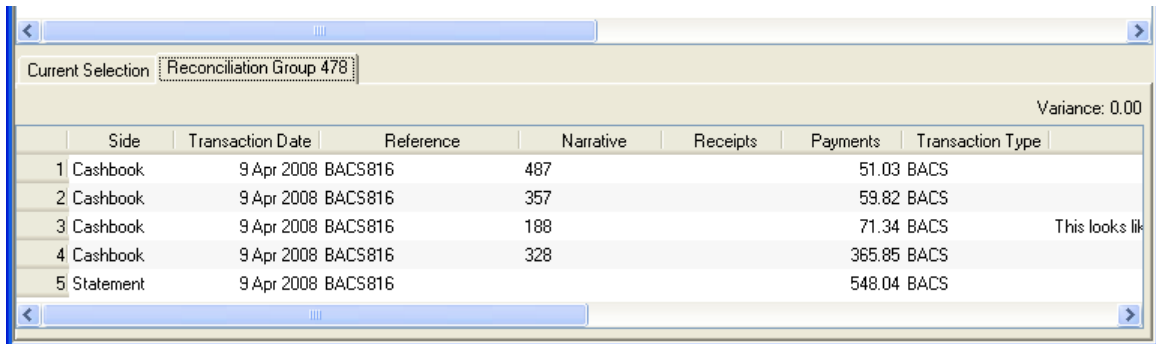 Current Selection Reconciliation Group 478
Variance: 0.00
Side Transaction Date Reference Narrative Receipts Payments Transaction Type
1 Cashbook 9 Apr 2008 BACS816 487 51.03 BACS
2 Cashbook 9 Apr 2008 BACS816 357 59.82 BACS
3 Cashbook 9 Apr 2008 BACS816 188 71.34 BACS This looks lik
4 Cashbook 9 Apr 2008 BACS816 328 365.85 BACS
5 Statement 9 Apr 2008 BACS816 548.04 BACS